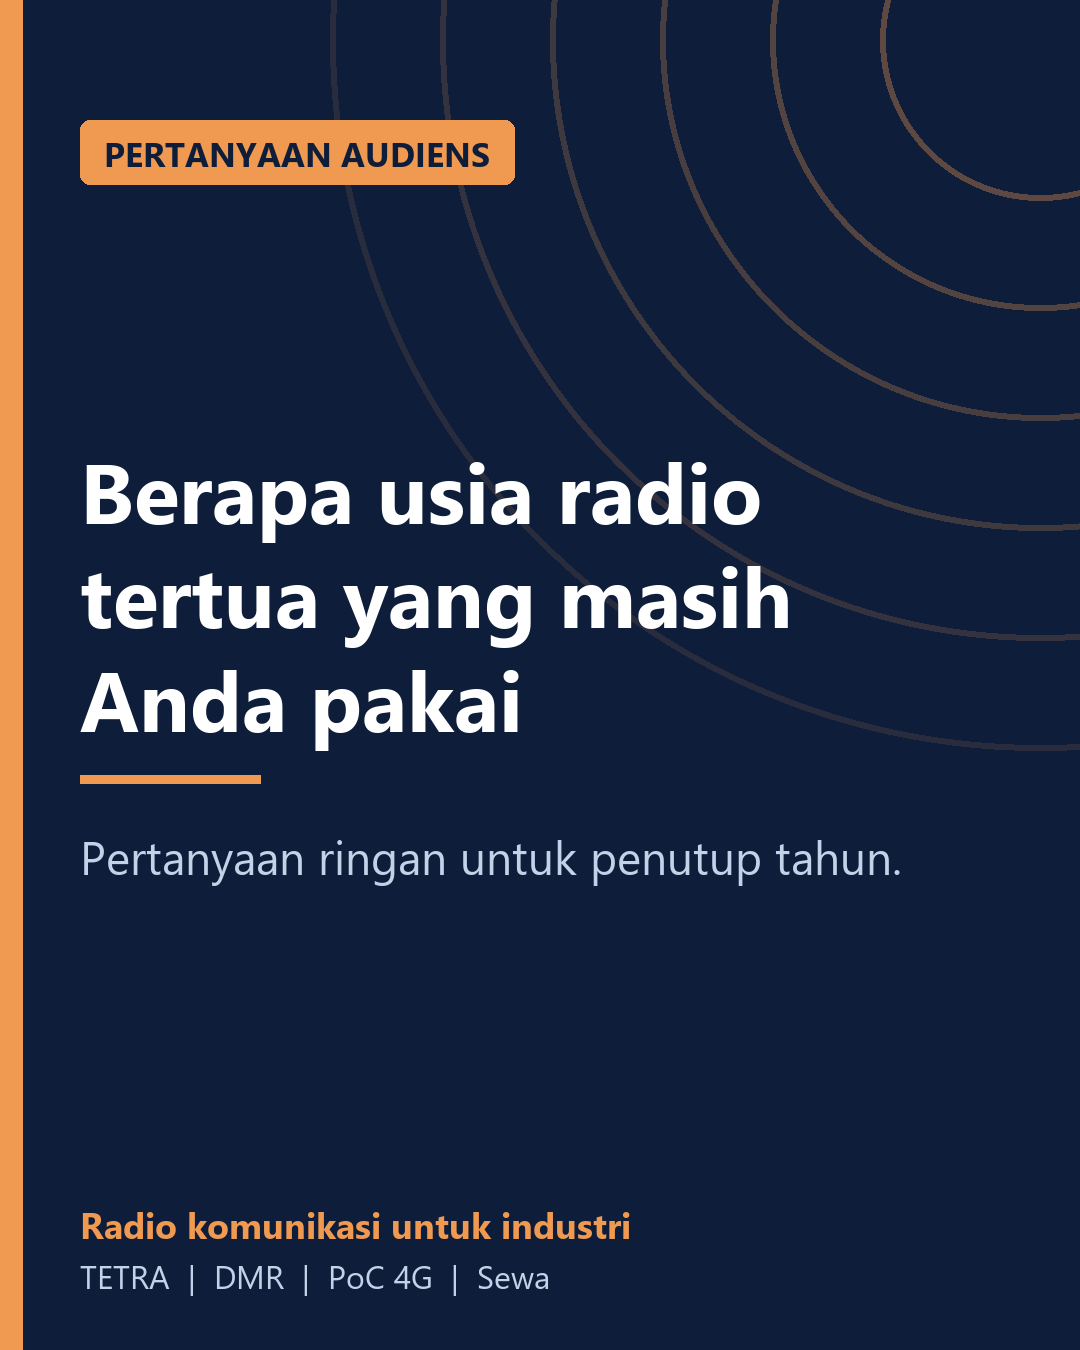 PERTANYAAN AUDIENS
Berapa usia radio
tertua yang masih
Anda pakai
Pertanyaan ringan untuk penutup tahun.
Radio komunikasi untuk industri
TETRA | DMR | PoC 4G | Sewa